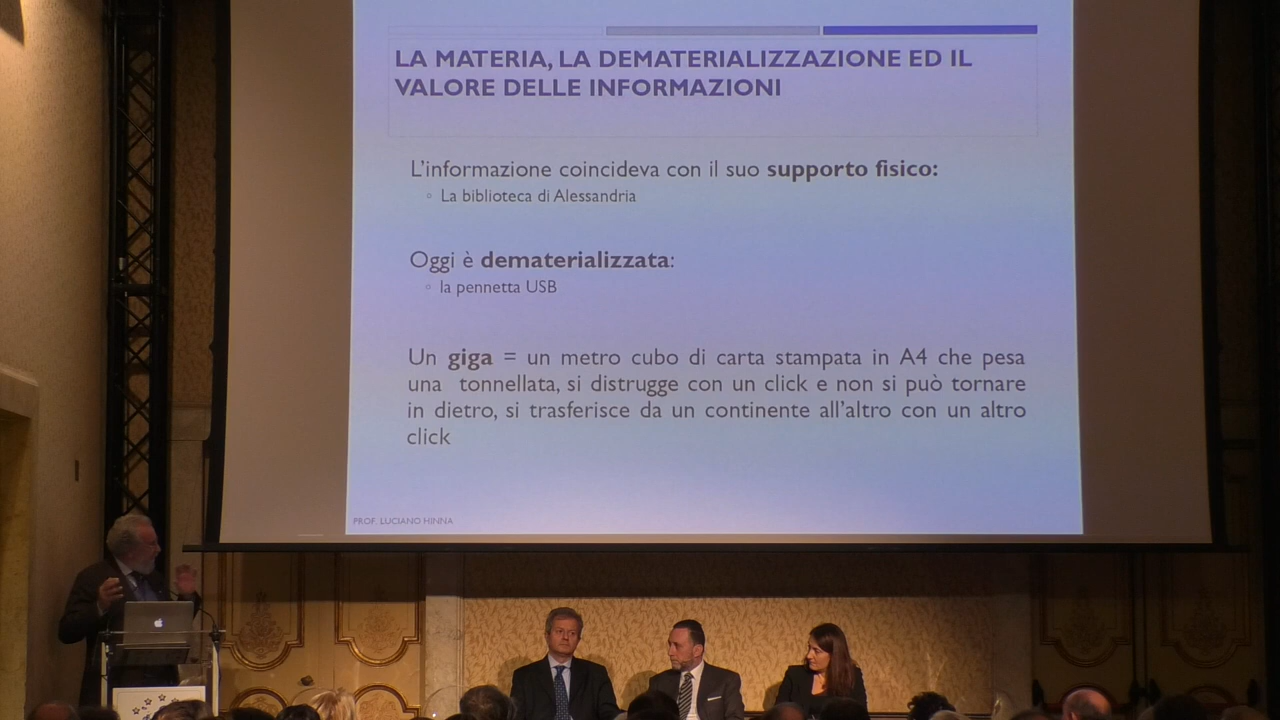 LA MATERIA, LA DEMATERIALIZZAZIONE ED IL
VALORE DELLE INFORMAZIONI
L'informazione coincideva con il suo supporto fisico:
◦ La biblioteca di Alessandria
Oggi è dematerializzata:
◦ la pennetta USB
Un giga = un metro cubo di carta stampata in A4 che pesa
una tonnellata, si distrugge con un click e non si può tornare
in dietro, si trasferisce da un continente all'altro con un altro
click
PROF. LUCIANO HINNA